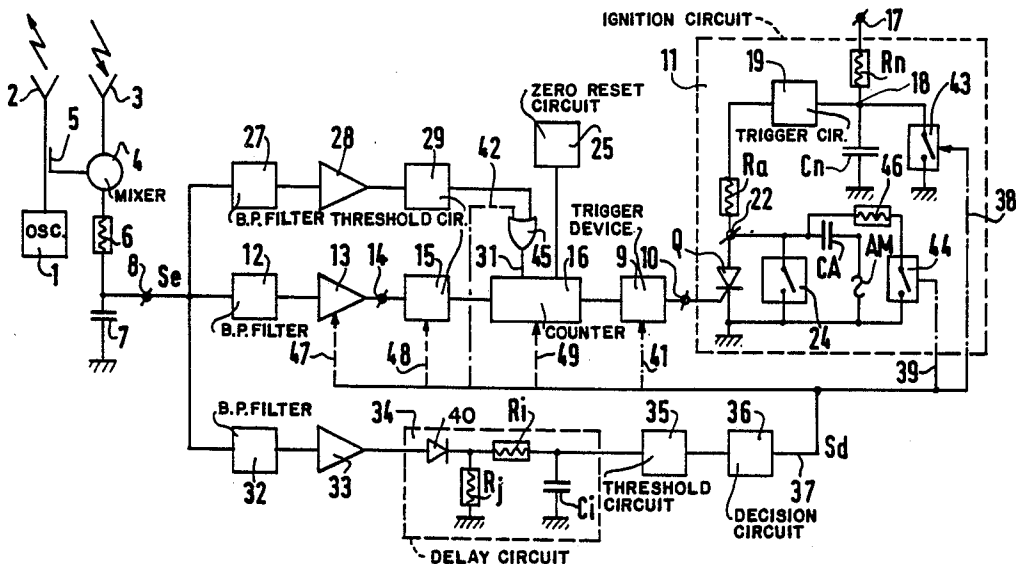 IGNITION CIRCUIT
17
11
19
Rn
18
43
TRIGGER CIR.
Cn
2
3
5
4
MIXER
ZERO RESET
CIRCUIT
25
27
28
29
42
B.P. FILTER
THRESHOLD CIR.
Ra
22
46
38
OSC.
1
6
TRIGGER
DEVICE
45
31
8
Se
12
13
14
15
16
9
10
Q
CA
AM
44
B.P. FILTER
COUNTER
24
7
47
48
49
41
39
B.P. FILTER
34
40
Ri
35
36
Sd
32
33
Rj
Ci
THRESHOLD
CIRCUIT
DECISION
CIRCUIT
37
DELAY CIRCUIT